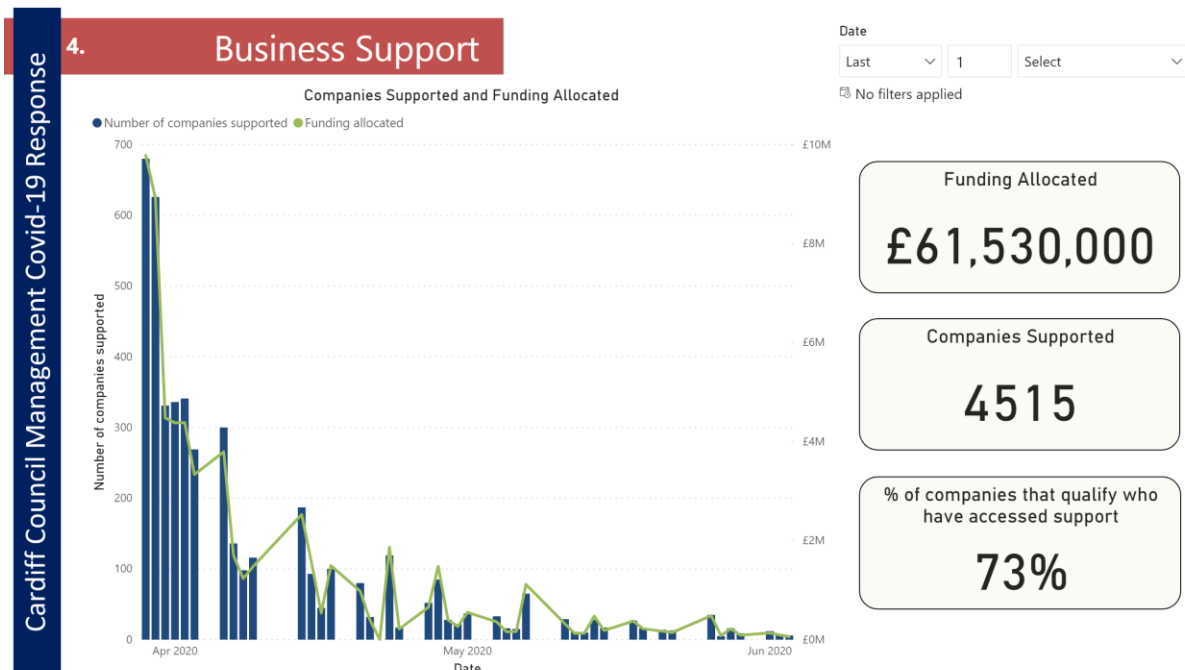 Cardiff Council Management Covid-19 Response
4.
Business Support
Date
Last
1
Select
No filters applied
Companies Supported and Funding Allocated
Number of companies supported
Funding allocated
700
600
500
400
300
200
100
0
Number of companies supported
£10M
£8M
£6M
£4M
£2M
£0M
Apr 2020
May 2020
Jun 2020
Date
Funding Allocated
£61,530,000
Companies Supported
4515
% of companies that qualify who
have accessed support
73%